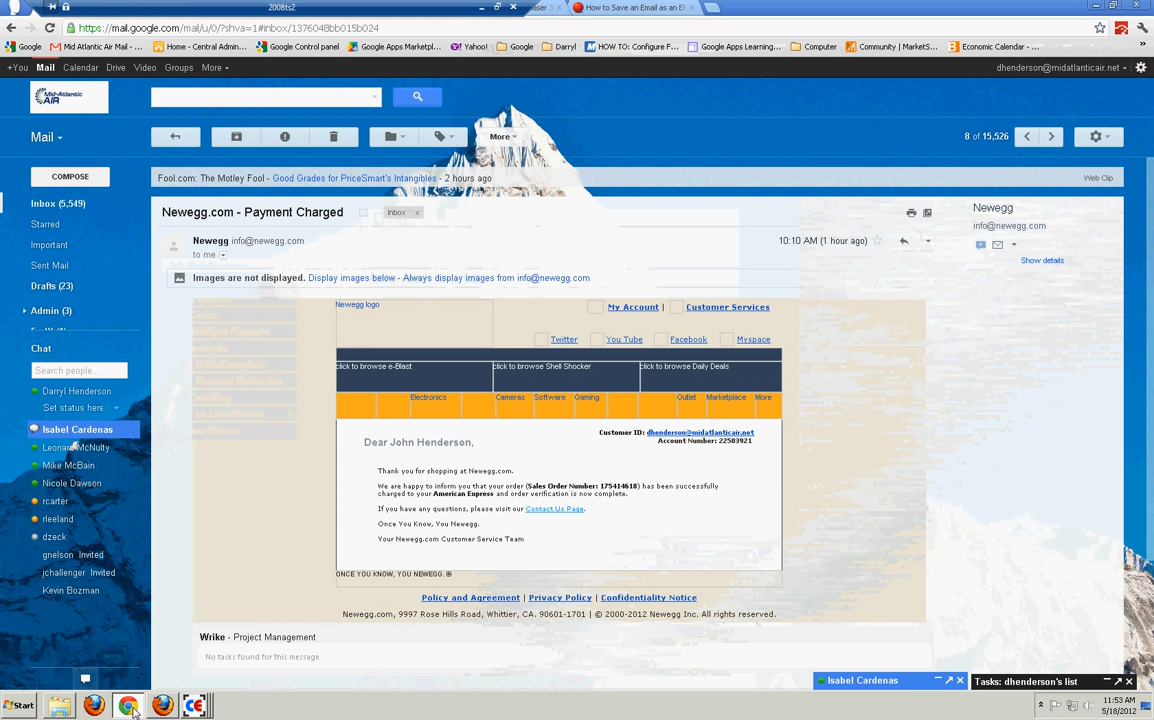 2008ts2
aser 3
How to Save an Email as an E
https://mail.google.com/mail/u/0/?shva=1#inbox/1376048bb015b024
Google
Mid Atlantic Air Mail - ...
Home - Central Admin...
Google Control panel
Google Apps Marketpl...
Yahoo!
Google
Darryl
HOW TO: Configure F...
Google Apps Learning...
Computer
Community | MarketS...
Economic Calendar - ...
+You Mail Calendar Drive Video Groups More
dhenderson@midatlanticair.net
Mid-Atlantic
AIR
Mail
More
8 of 15,526
COMPOSE
Fool.com: The Motley Fool - Good Grades for PriceSmart's Intangibles - 2 hours ago
Web Clip
Inbox (5,549)
Starred
Important
Sent Mail
Drafts (23)
Admin (3)
Newegg.com - Payment Charged
Inbox x
Newegg info@newegg.com
to me
10:10 AM (1 hour ago)
Newegg
info@newegg.com
Show details
Images are not displayed. Display images below - Always display images from info@newegg.com
Newegg logo
My Account | Customer Services
Twitter You Tube Facebook Myspace
click to browse e-Blast click to browse Shell Shocker click to browse Daily Deals
Electronics Cameras Software Gaming Outlet Marketplace More
Customer ID: dhenderson@midatlanticair.net
Account Number: 22503921
Dear John Henderson,
Thank you for shopping at Newegg.com.
We are happy to inform you that your order (Sales Order Number: 175414618) has been successfully
charged to your American Express and order verification is now complete.
If you have any questions, please visit our Contact Us Page.
Once You Know, You Newegg.
Your Newegg.com Customer Service Team
ONCE YOU KNOW, YOU NEWEGG. ®
Policy and Agreement | Privacy Policy | Confidentiality Notice
Newegg.com, 9997 Rose Hills Road, Whittier, CA. 90601-1701 | © 2000-2012 Newegg Inc. All rights reserved.
Wrike - Project Management
No tasks found for this message
Chat
Search people...
Darryl Henderson
Set status here
Isabel Cardenas
Leonard McNulty
Mike McBain
Nicole Dawson
rcarter
rleeland
dzeck
gnelson Invited
jchallenger Invited
Kevin Bozman
Isabel Cardenas
Tasks: dhenderson's list
Start
CE
11:53 AM
5/18/2012